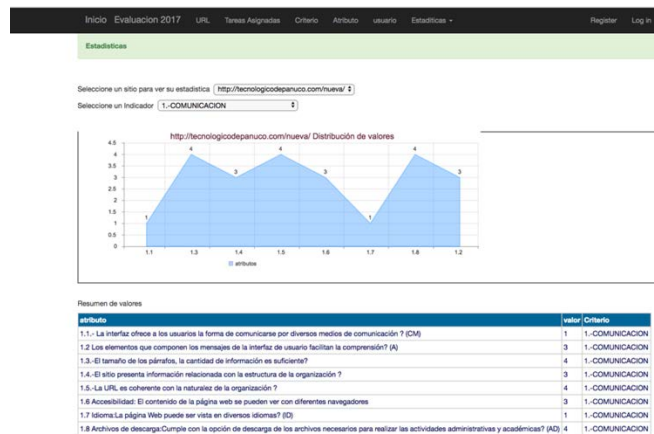 Inicio Evaluacion 2017 URL Tareas Asignadas Criterio Atributo usuario Estadíticas Register Log in
Estadisticas
Seleccione un sitio para ver su estadistica http://tecnologicodepanuco.com/nueva/
Seleccione un Indicador 1.-COMUNICACION
http://tecnologicodepanuco.com/nueva/ Distribución de valores
4.5
4
3.5
3
2.5
2
1.5
1
0.5
0
1 4 3 4 3 1 4 3
1.1 1.3 1.4 1.5 1.6 1.7 1.8 1.2
atributos
Resumen de valores
atributo valor Criterio
1.1.- La interfaz ofrece a los usuarios la forma de comunicarse por diversos medios de comunicación ? (CM) 1 1.-COMUNICACION
1.2 Los elementos que componen los mensajes de la interfaz de usuario facilitan la comprensión? (A) 3 1.-COMUNICACION
1.3.-El tamaño de los párrafos, la cantidad de información es suficiente? 4 1.-COMUNICACION
1.4.-El sitio presenta información relacionada con la estructura de la organización ? 3 1.-COMUNICACION
1.5.-La URL es coherente con la naturalez de la organización ? 4 1.-COMUNICACION
1.6 Accesibilidad: El contenido de la página web se pueden ver con diferentes navegadores 3 1.-COMUNICACION
1.7 Idioma:La página Web puede ser vista en diversos idiomas? (ID) 1 1.-COMUNICACION
1.8 Archivos de descarga:Cumple con la opción de descarga de los archivos necesarios para realizar las actividades administrativas y académicas? (AD) 4 1.-COMUNICACION